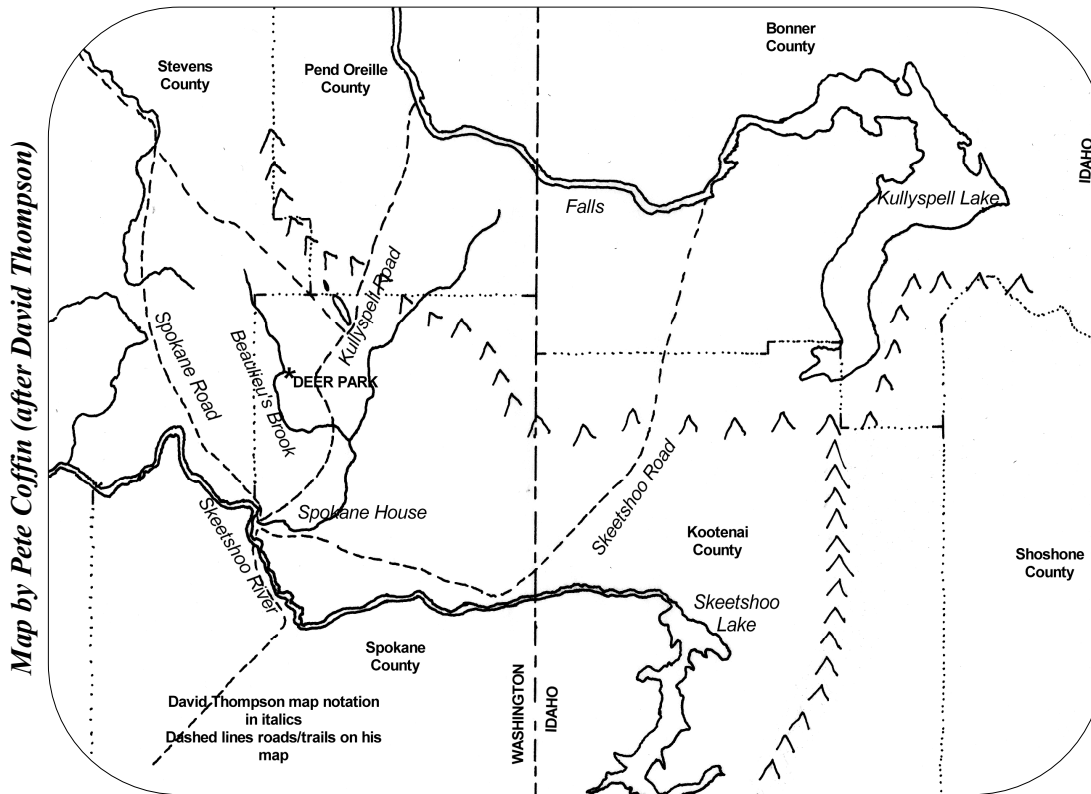 Map by Pete Coffin (after David Thompson)
Stevens
County
Pend Oreille
County
Bonner
County
IDAHO
Falls
Kullyspell Lake
Kullyspell Road
Spokane Road
Beaulieu's Brook
*DEER PARK
Skeetshoo Road
Spokane House
Skeetshoo River
Kootenai
County
Shoshone
County
Skeetshoo
Lake
Spokane
County
WASHINGTON
IDAHO
David Thompson map notation
in italics
Dashed lines roads/trails on his
map